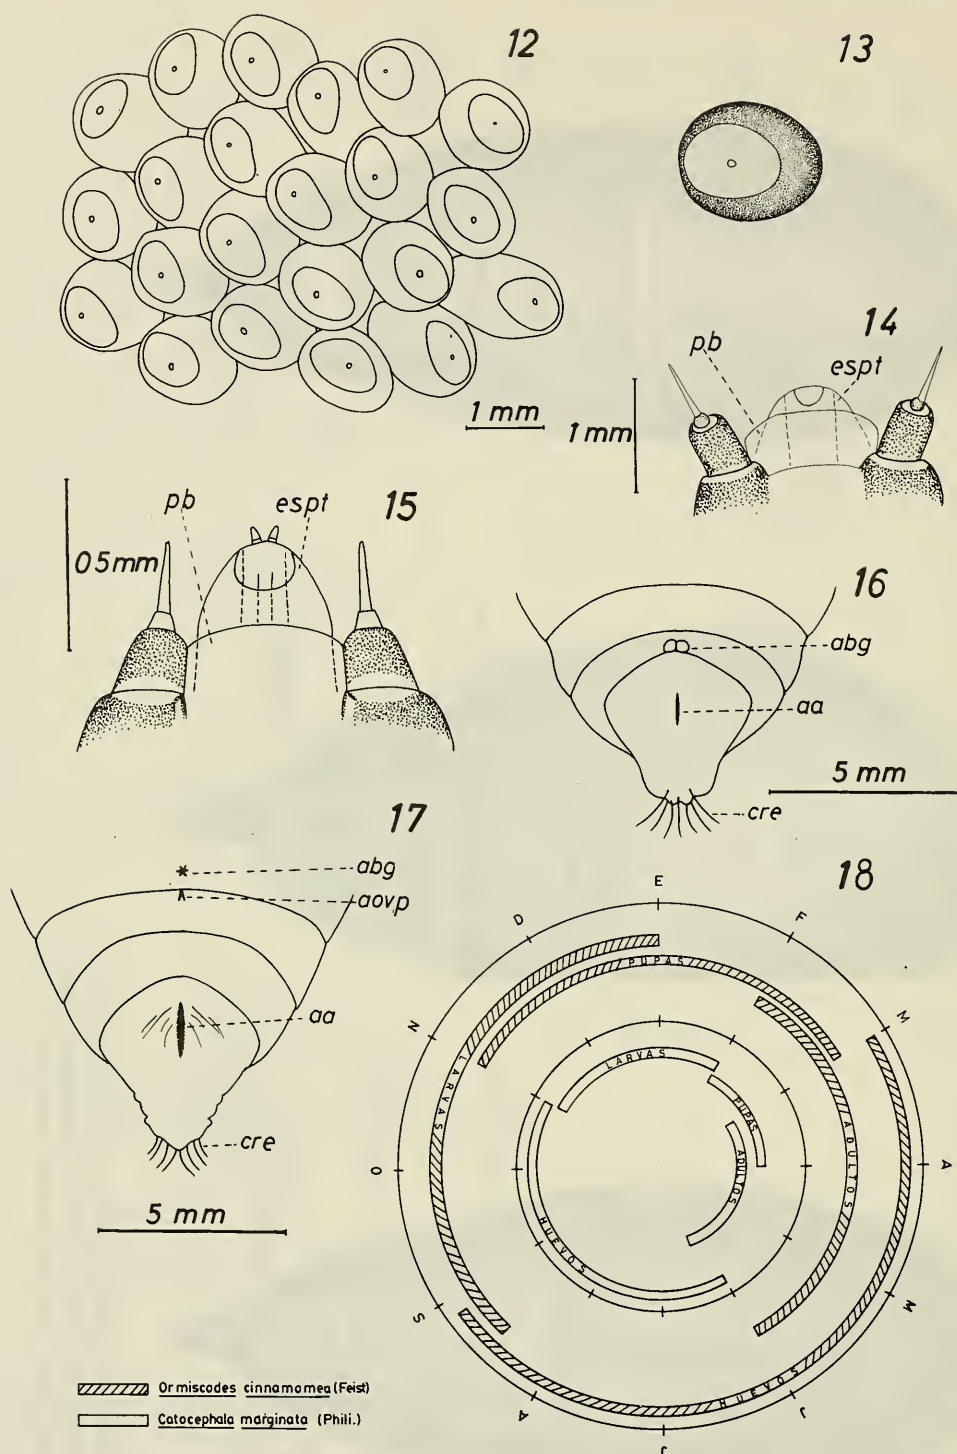 12
13
1 mm
14
pb
espt
1 mm
15
pb
espt
05mm
16
abg
aa
5 mm
cre
17
abg
aovp
aa
cre
5 mm
18
E
F
M
A
M
J
J
A
S
O
N
D
PUPAS
LARVAS
ADULTOS
HUEVOS
LARVAS
PUPAS
ADULTOS
HUEVOS
Ormiscodes cinnamomea (Feist)
Catocephala marginata (Phili.)